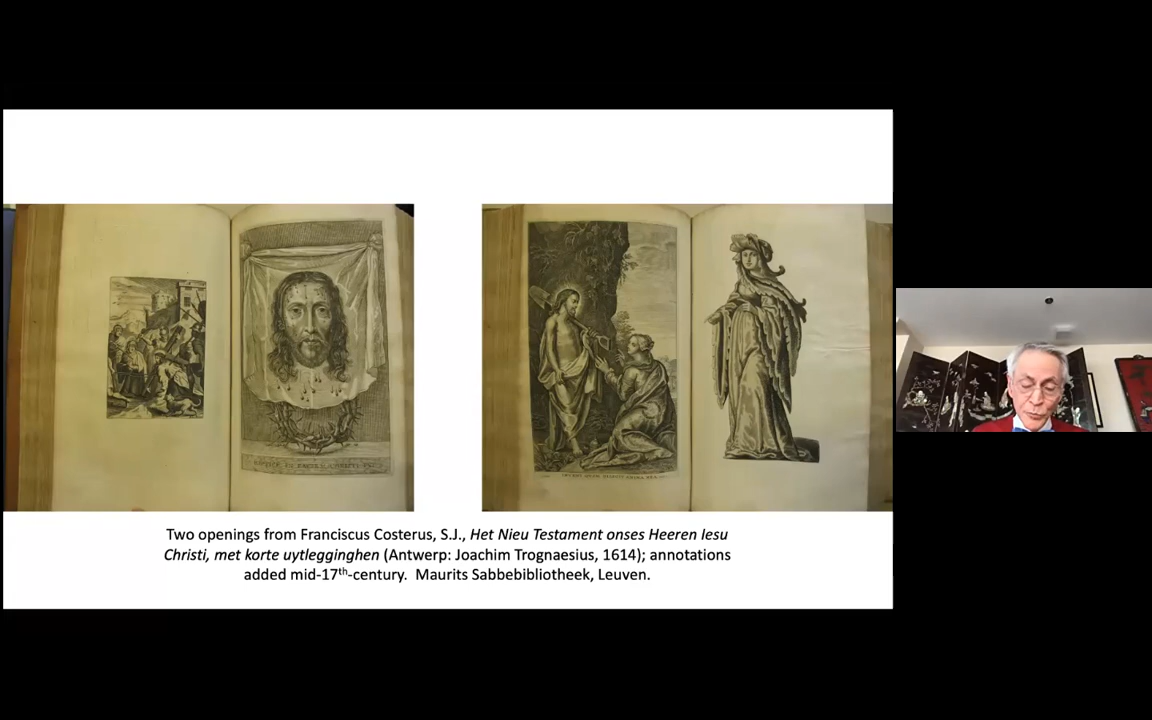 Two openings from Franciscus Costerus, S.J., Het Nieu Testament onses Heeren Iesu
Christi, met korte uytlegginghen (Antwerp: Joachim Trognaesius, 1614); annotations
added mid-17th-century. Maurits Sabbebibliotheek, Leuven.